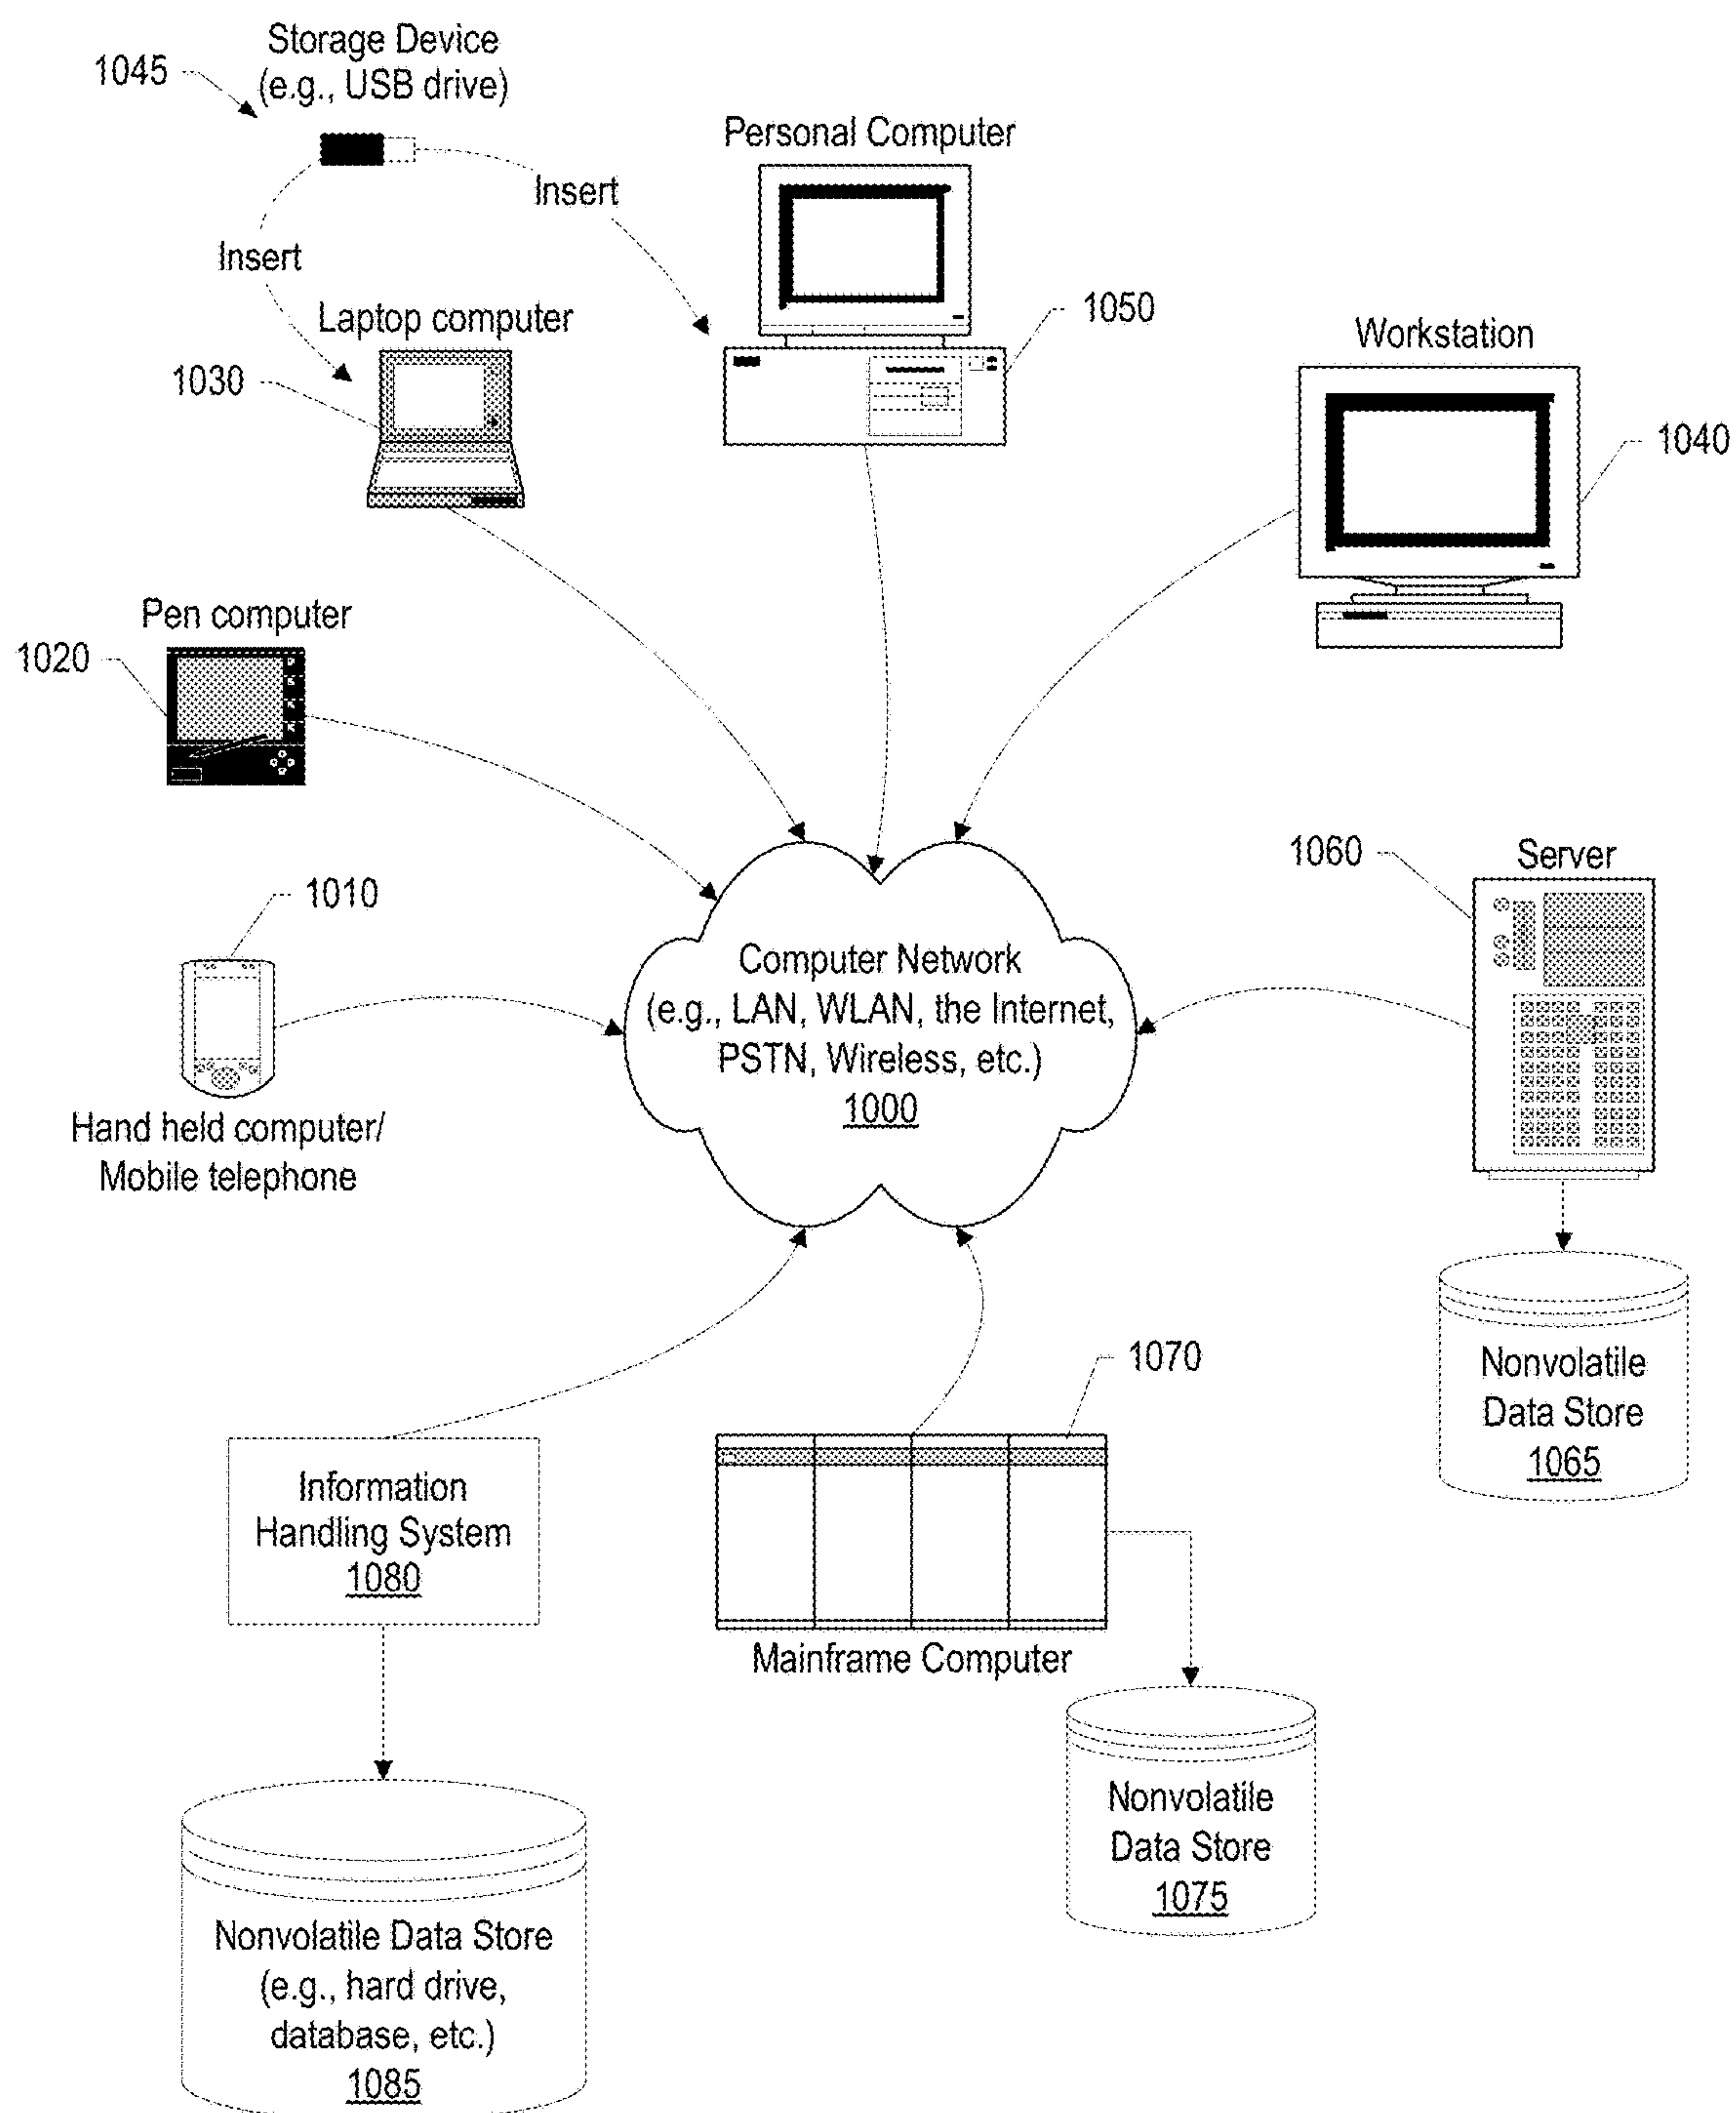 Storage Device
(e.g., USB drive)
1045
Personal Computer
Insert
Insert
1050
Laptop computer
1030
Workstation
1040
Pen computer
1020
1060
Server
1010
Computer Network
(e.g., LAN, WLAN, the Internet,
PSTN, Wireless, etc.)
1000
Hand held computer/
Mobile telephone
Nonvolatile
Data Store
1065
1070
Information
Handling System
1080
Mainframe Computer
Nonvolatile
Data Store
1075
Nonvolatile Data Store
(e.g., hard drive,
database, etc.)
1085